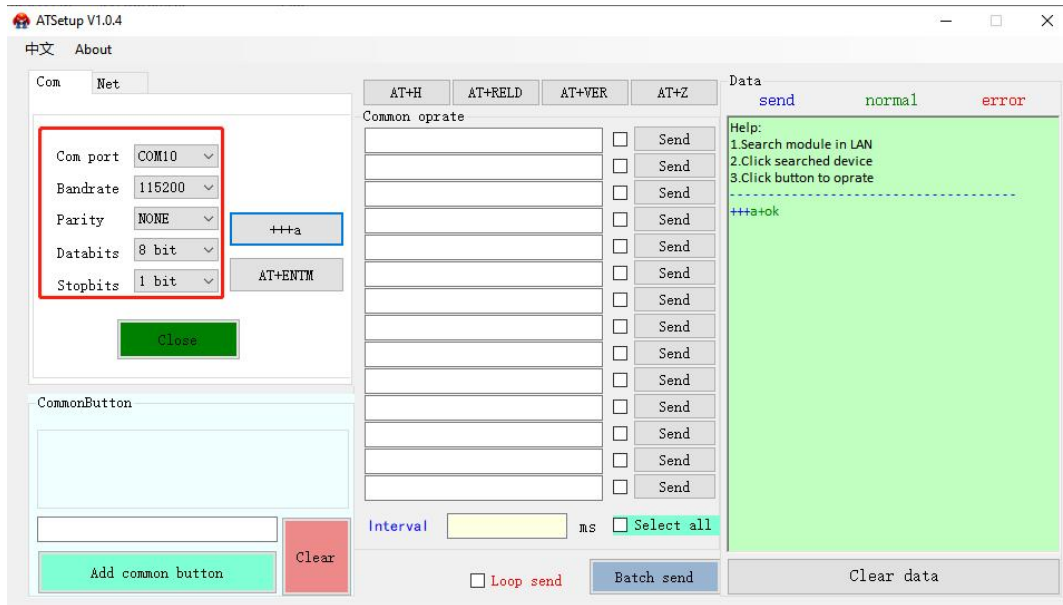 ATSetup V1.0.4
中文 About
Com Net
Com port COM10
Bandrate 115200
Parity NONE
Databits 8 bit
Stopbits 1 bit
+++a
AT+ENTM
Close
CommonButton
Add common button
Clear
AT+H AT+RELD AT+VER AT+Z
Common oprate
Send
Send
Send
Send
Send
Send
Send
Send
Send
Send
Send
Send
Send
Send
Interval ms Select all
Loop send Batch send
Data
send normal error
Help:
1.Search module in LAN
2.Click searched device
3.Click button to oprate
+++a+ok
Clear data